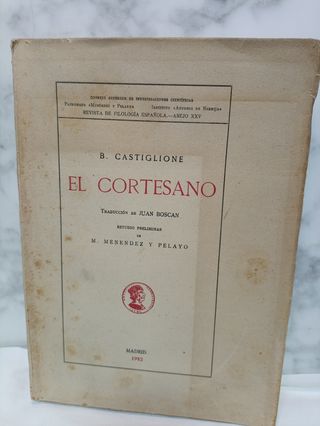 CONSEJO SUPERIOR DE INVESTIGACIONES CIENTÍFICAS
PATRONATO «MENÉNDEZ Y PELAYO» INSTITUTO «ANTONIO DE NEBRIJA»
REVISTA DE FILOLOGÍA ESPAÑOLA.—ANEJO XXV
B. CASTIGLIONE
EL CORTESANO
TRADUCCIÓN DE JUAN BOSCAN
ESTUDIO PRELIMINAR
DE
M. MENENDEZ Y PELAYO
MADRID
1942